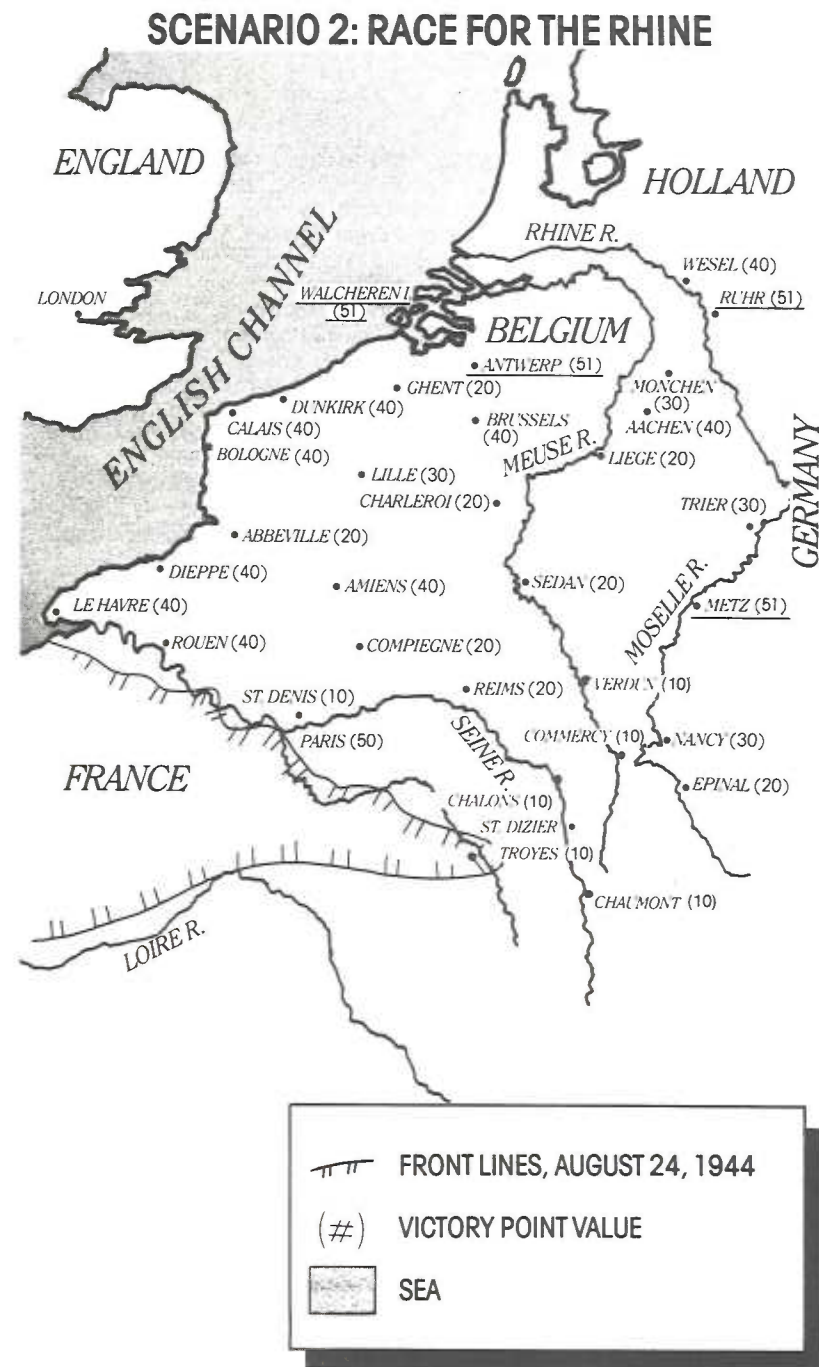 SCENARIO 2: RACE FOR THE RHINE
ENGLAND
HOLLAND
RHINE R.
WESEL (40)
LONDON
ENGLISH CHANNEL
WALCHEREN I.
(51)
RUHR (51)
BELGIUM
ANTWERP (51)
GHENT (20)
MONCHEN
(30)
DUNKIRK (40)
CALAIS (40)
BRUSSELS
(40)
AACHEN (40)
BOLOGNE (40)
MEUSE R.
LIEGE (20)
GERMANY
LILLE (30)
CHARLEROI (20)
TRIER (30)
ABBEVILLE (20)
DIEPPE (40)
AMIENS (40)
SEDAN (20)
MOSELLE R.
LE HAVRE (40)
METZ (51)
ROUEN (40)
COMPIEGNE (20)
ST. DENIS (10)
REIMS (20)
VERDUN (10)
PARIS (50)
SEINE R.
COMMERCY (10)
NANCY (30)
FRANCE
CHALONS (10)
EPINAL (20)
ST. DIZIER
TROYES (10)
CHAUMONT (10)
LOIRE R.
FRONT LINES, AUGUST 24, 1944
(#) VICTORY POINT VALUE
SEA